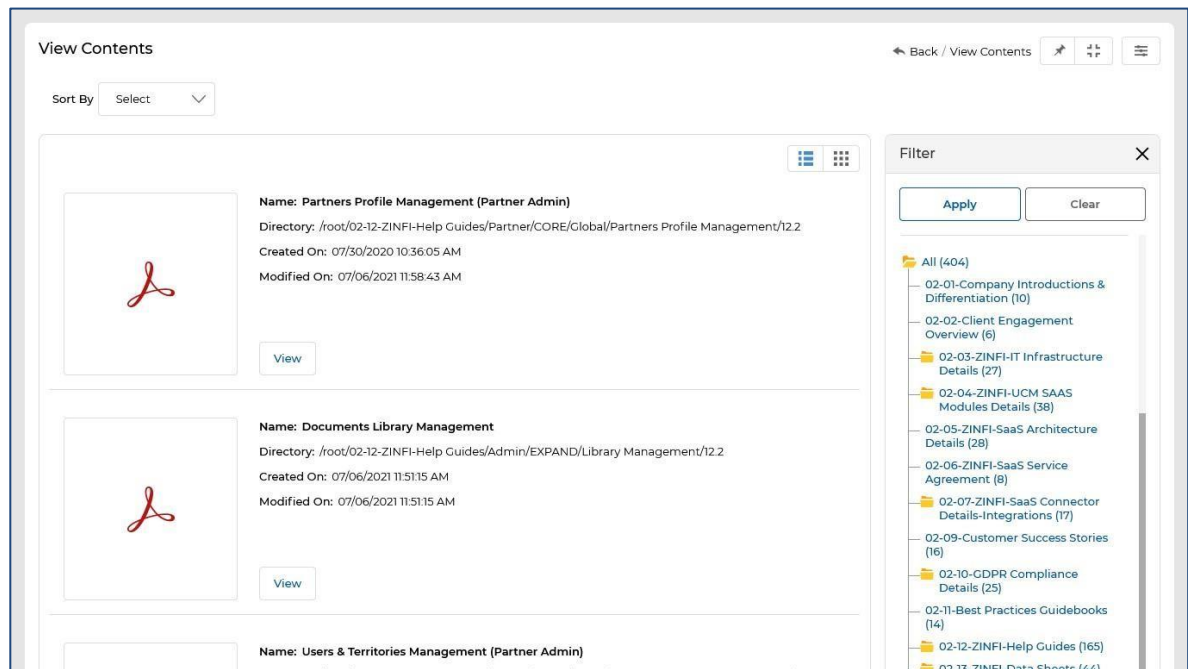 View Contents
Back / View Contents
Sort By Select
Filter
Apply Clear
Name: Partners Profile Management (Partner Admin)
Directory: /root/02-12-ZINFI-Help Guides/Partner/CORE/Global/Partners Profile Management/12.2
Created On: 07/30/2020 10:36:05 AM
Modified On: 07/06/2021 11:58:43 AM
View
Name: Documents Library Management
Directory: /root/02-12-ZINFI-Help Guides/Admin/EXPAND/Library Management/12.2
Created On: 07/06/2021 11:51:15 AM
Modified On: 07/06/2021 11:51:15 AM
View
Name: Users & Territories Management (Partner Admin)
All (404)
02-01-Company Introductions &
Differentiation (10)
02-02-Client Engagement
Overview (6)
02-03-ZINFI-IT Infrastructure
Details (27)
02-04-ZINFI-UCM SAAS
Modules Details (38)
02-05-ZINFI-SaaS Architecture
Details (28)
02-06-ZINFI-SaaS Service
Agreement (8)
02-07-ZINFI-SaaS Connector
Details-Integrations (17)
02-09-Customer Success Stories
(16)
02-10-GDPR Compliance
Details (25)
02-11-Best Practices Guidebooks
(14)
02-12-ZINFI-Help Guides (165)
02-13-ZINFI-Data Sheets (44)